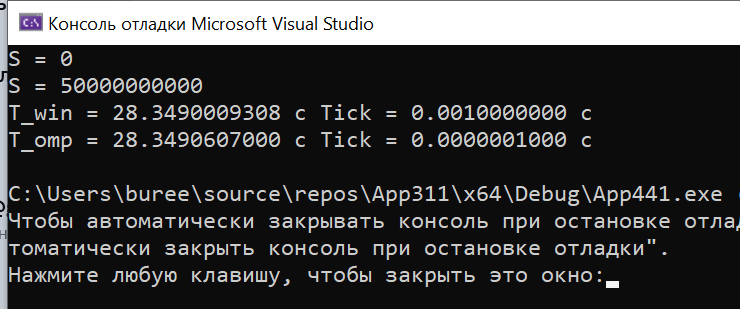 Консоль отладки Microsoft Visual Studio
S = 0
S = 50000000000
T_win = 28.3490009308 с Tick = 0.0010000000 с
T_omp = 28.3490607000 с Tick = 0.0000001000 с
C:\Users\buree\source\repos\App311\x64\Debug\App441.exe
Чтобы автоматически закрывать консоль при остановке
томатически закрыть консоль при остановке отладки".
Нажмите любую клавишу, чтобы закрыть это окно: